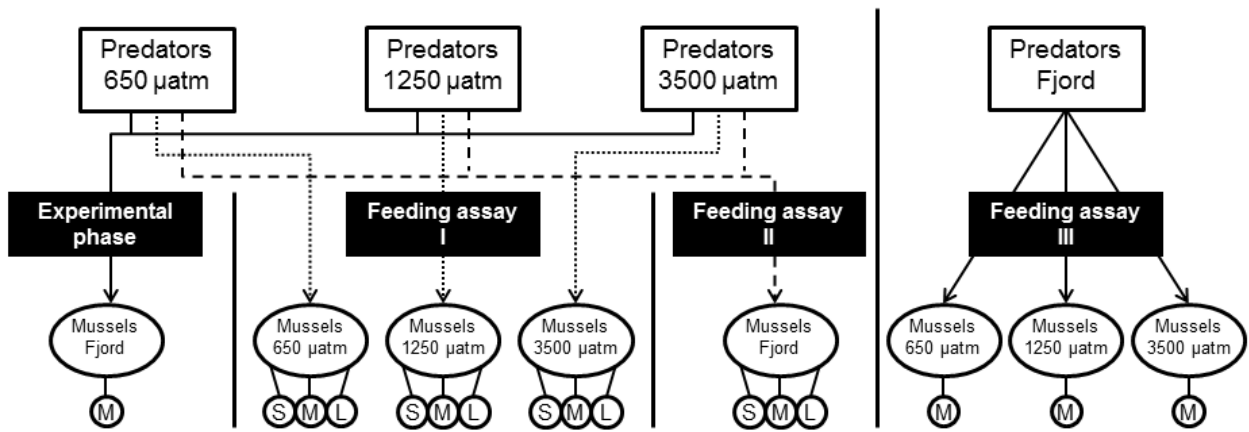 Predators
650 µatm
Predators
1250 µatm
Predators
3500 µatm
Predators
Fjord
Experimental
phase
Feeding assay
I
Feeding assay
II
Feeding assay
III
Mussels
Fjord
Mussels
650 µatm
Mussels
1250 µatm
Mussels
3500 µatm
Mussels
Fjord
Mussels
650 µatm
Mussels
1250 µatm
Mussels
3500 µatm
M
S M L
S M L
S M L
S M L
M
M
M